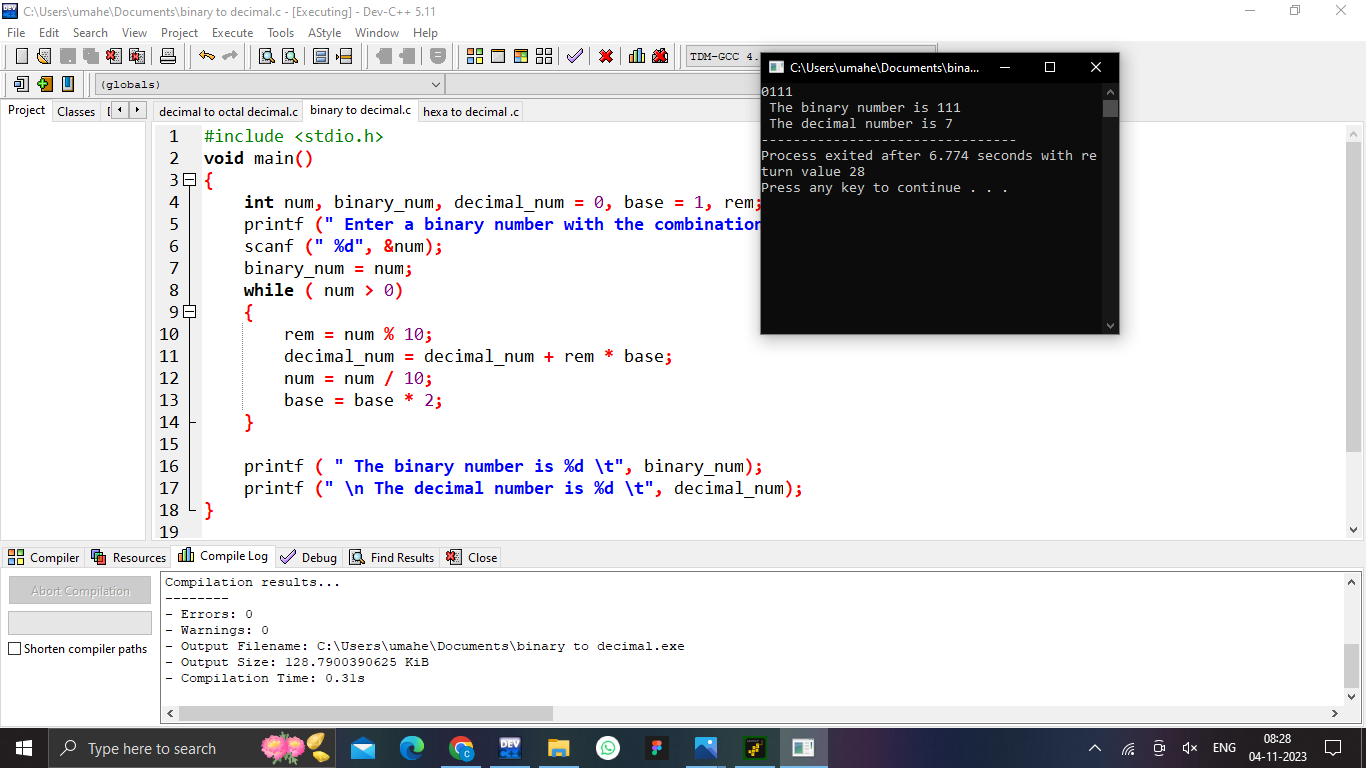 C:\Users\umahe\Documents\binary to decimal.c - [Executing] - Dev-C++ 5.11
File Edit Search View Project Execute Tools AStyle Window Help
TDM-GCC 4.
(globals)
Project Classes
decimal to octal decimal.c binary to decimal.c hexa to decimal .c
1 #include <stdio.h>
2 void main()
3 {
4 int num, binary_num, decimal_num = 0, base = 1, rem;
5 printf (" Enter a binary number with the combination
6 scanf (" %d", &num);
7 binary_num = num;
8 while ( num > 0)
9 {
10 rem = num % 10;
11 decimal_num = decimal_num + rem * base;
12 num = num / 10;
13 base = base * 2;
14 }
15
16 printf ( " The binary number is %d \t", binary_num);
17 printf (" \n The decimal number is %d \t", decimal_num);
18 }
19
C:\Users\umahe\Documents\bina...
0111
The binary number is 111
The decimal number is 7
--------------------------------
Process exited after 6.774 seconds with re
turn value 28
Press any key to continue . . .
Compiler Resources Compile Log Debug Find Results Close
Abort Compilation
Shorten compiler paths
Compilation results...
--------
- Errors: 0
- Warnings: 0
- Output Filename: C:\Users\umahe\Documents\binary to decimal.exe
- Output Size: 128.7900390625 KiB
- Compilation Time: 0.31s
Type here to search
DEV
ENG
08:28
04-11-2023